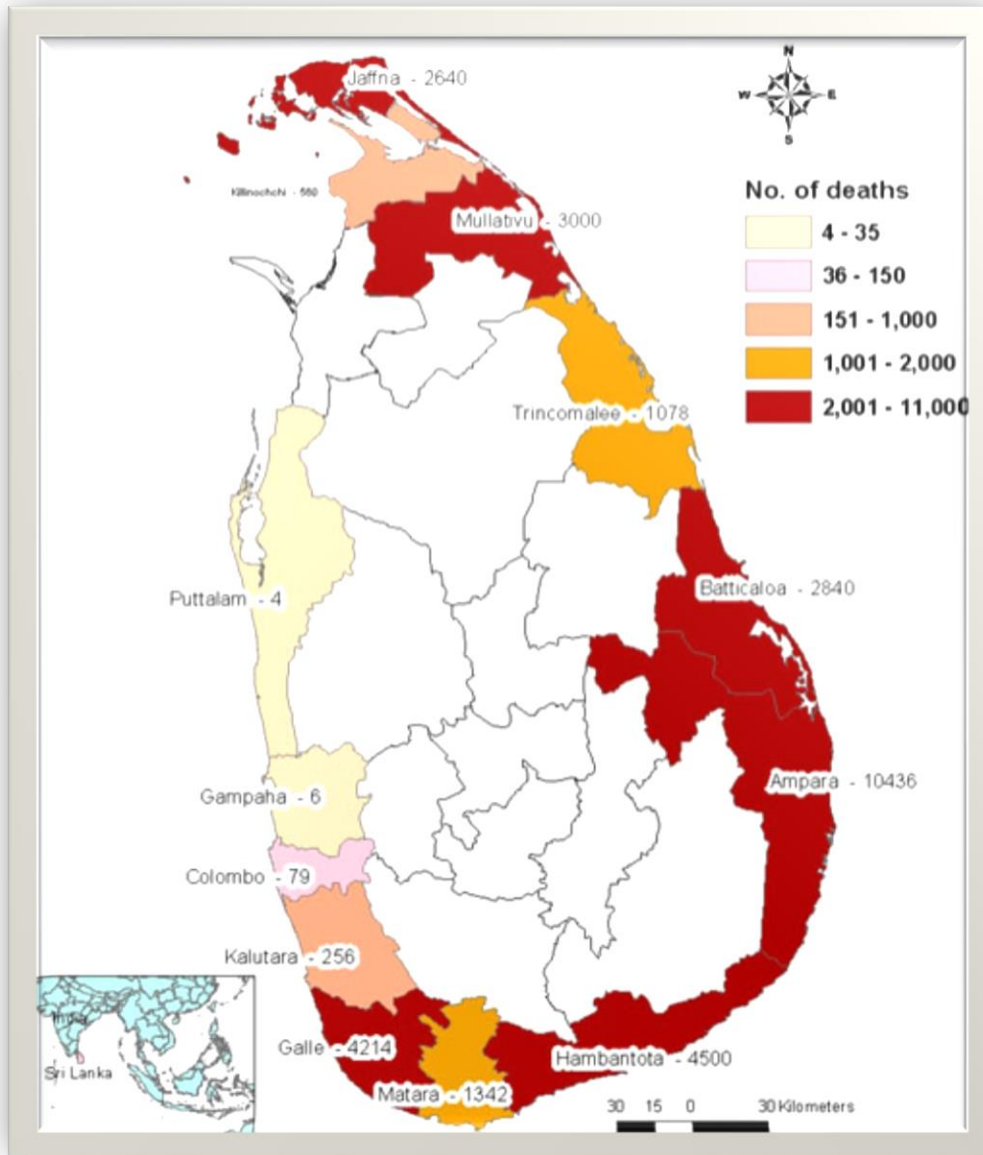 N
W E
S
Jaffna - 2640
No. of deaths
4 - 35
36 - 150
151 - 1,000
1,001 - 2,000
2,001 - 11,000
Killinochchi - 560
Mullativu - 3000
Trincomalee - 1078
Batticaloa - 2840
Puttalam - 4
Ampara - 10436
Gampaha - 6
Colombo - 79
Kalutara - 256
Galle - 4214
Hambantota - 4500
Matara - 1342
India
Sri Lanka
30 15 0 30 Kilometers